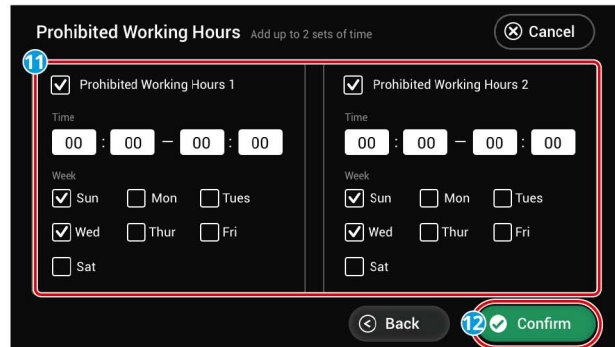 Prohibited Working Hours Add up to 2 sets of time
Cancel
11
Prohibited Working Hours 1
Time
00 : 00 — 00 : 00
Week
Sun Mon Tues
Wed Thur Fri
Sat
Prohibited Working Hours 2
Time
00 : 00 — 00 : 00
Week
Sun Mon Tues
Wed Thur Fri
Sat
Back
12 Confirm